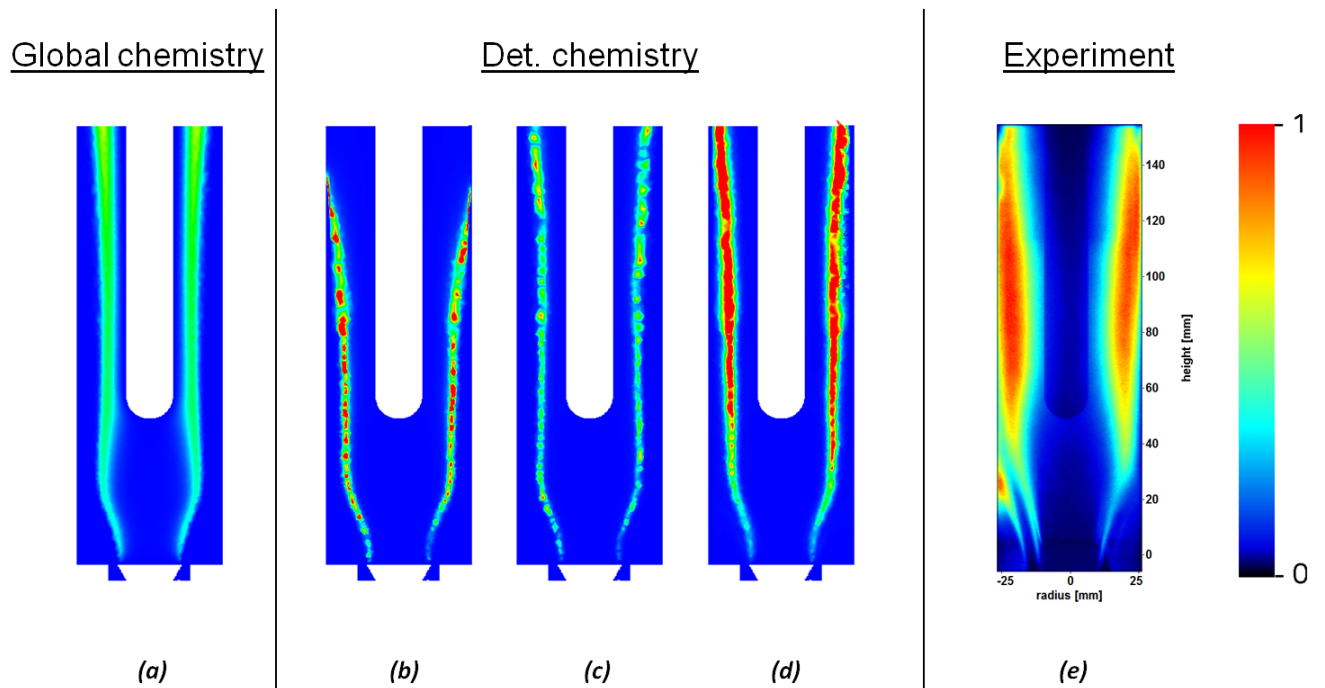 Global chemistry
Det. chemistry
Experiment
1
140
120
100
80
60
40
20
0
height [mm]
-25
0
25
radius [mm]
0
(a)
(b)
(c)
(d)
(e)